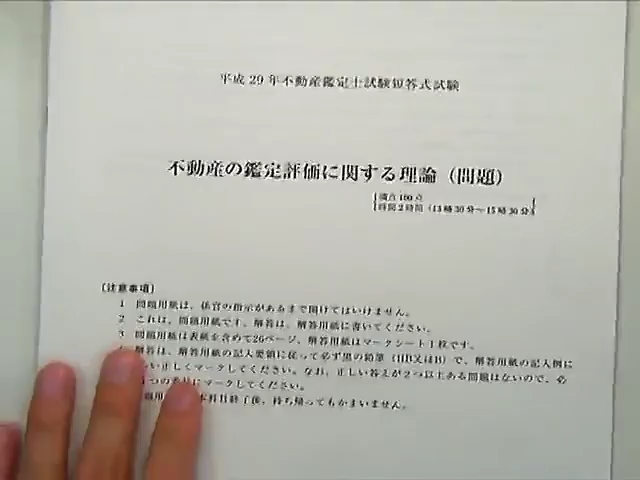 平成29年不動産鑑定士試験短答式試験
不動産の鑑定評価に関する理論（問題）
満点100点
時間2時間（13時30分～15時30分）
〔注意事項〕
1 問題用紙は、係官の指示があるまで開けてはいけません。
2 これは、問題用紙です。解答は、解答用紙に書いてください。
3 問題用紙は表紙を含めて26ページ、解答用紙はマークシート1枚です。
解答は、解答用紙の記入要領に従って必ず黒の鉛筆（HB又はB）で、解答用紙の記入例に
い正しくマークしてください。なお、正しい答えが2つ以上ある問題はないので、必
1つの番号にマークしてください。
本科目終了後、持ち帰ってもかまいません。